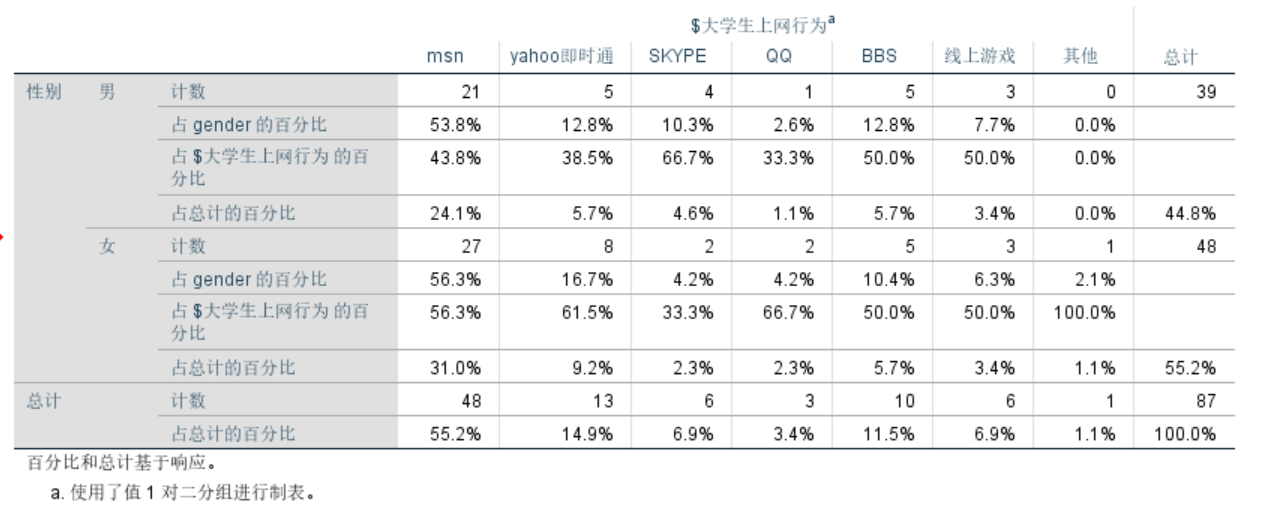 $大学生上网行为a
msn yahoo即时通 SKYPE QQ BBS 线上游戏 其他 总计
性别 男 计数 21 5 4 1 5 3 0 39
占 gender 的百分比 53.8% 12.8% 10.3% 2.6% 12.8% 7.7% 0.0%
占 $大学生上网行为 的百 43.8% 38.5% 66.7% 33.3% 50.0% 50.0% 0.0%
分比
占总计的百分比 24.1% 5.7% 4.6% 1.1% 5.7% 3.4% 0.0% 44.8%
女 计数 27 8 2 2 5 3 1 48
占 gender 的百分比 56.3% 16.7% 4.2% 4.2% 10.4% 6.3% 2.1%
占 $大学生上网行为 的百 56.3% 61.5% 33.3% 66.7% 50.0% 50.0% 100.0%
分比
占总计的百分比 31.0% 9.2% 2.3% 2.3% 5.7% 3.4% 1.1% 55.2%
总计 计数 48 13 6 3 10 6 1 87
占总计的百分比 55.2% 14.9% 6.9% 3.4% 11.5% 6.9% 1.1% 100.0%
百分比和总计基于响应。
a. 使用了值 1 对二分组进行制表。